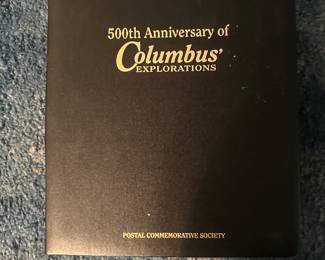 500th Anniversary of
Columbus'
EXPLORATIONS
POSTAL COMMEMORATIVE SOCIETY